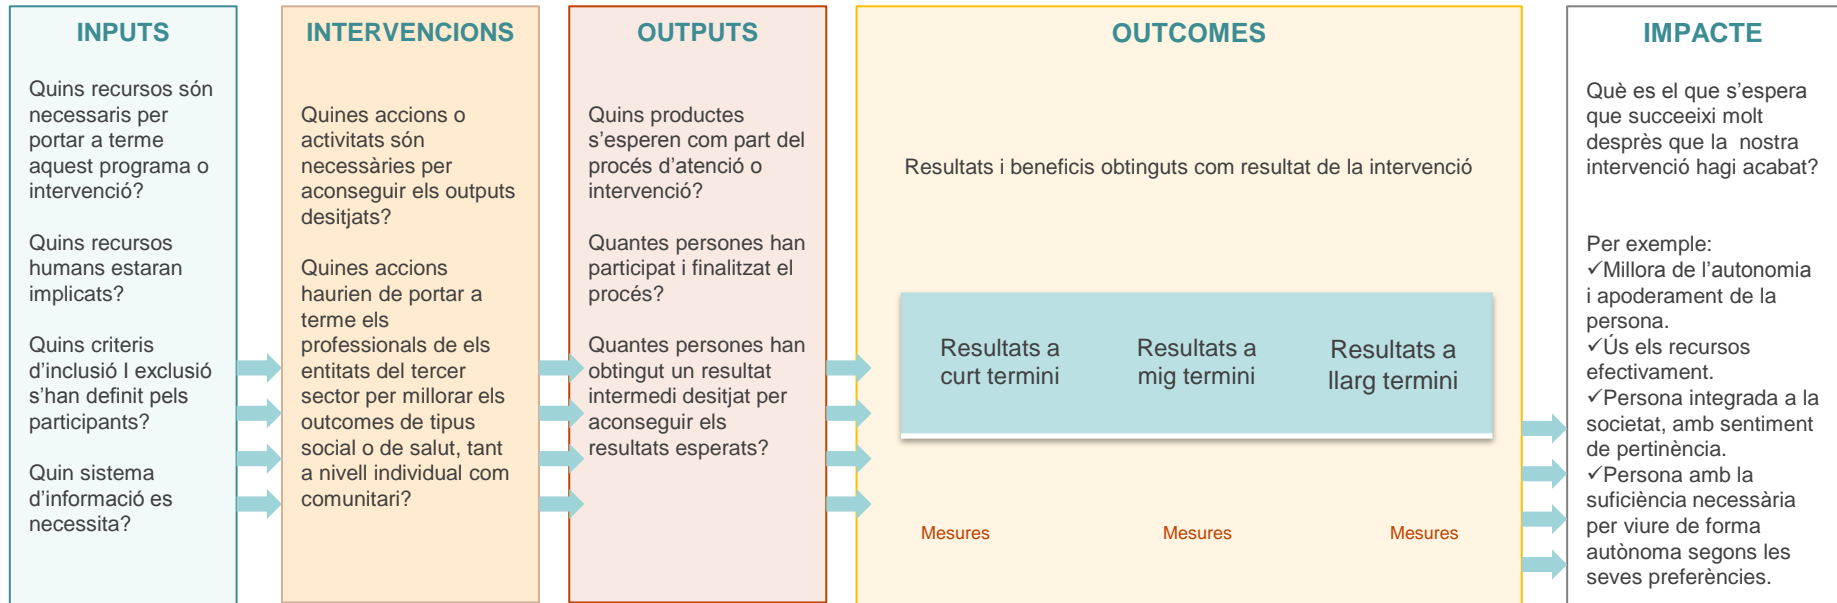 INPUTS
Quins recursos són
necessaris per
portar a terme
aquest programa o
intervenció?
Quins recursos
humans estaran
implicats?
Quins criteris
d’inclusió I exclusió
s’han definit pels
participants?
Quin sistema
d’informació es
necessita?
INTERVENCIONS
Quines accions o
activitats són
necessàries per
aconseguir els outputs
desitjats?
Quines accions
haurien de portar a
terme els
professionals de els
entitats del tercer
sector per millorar els
outcomes de tipus
social o de salut, tant
a nivell individual com
comunitari?
OUTPUTS
Quins productes
s’esperen com part del
procés d’atenció o
intervenció?
Quantes persones han
participat i finalitzat el
procés?
Quantes persones han
obtingut un resultat
intermedi desitjat per
aconseguir els
resultats esperats?
OUTCOMES
Resultats i beneficis obtinguts com resultat de la intervenció
Resultats a
curt termini
Resultats a
mig termini
Resultats a
llarg termini
Mesures
Mesures
Mesures
IMPACTE
Què es el que s’espera
que succeeixi molt
desprès que la nostra
intervenció hagi acabat?
Per exemple:
✓Millora de l’autonomia
i apoderament de la
persona.
✓Ús els recursos
efectivament.
✓Persona integrada a la
societat, amb sentiment
de pertinència.
✓Persona amb la
suficiència necessària
per viure de forma
autònoma segons les
seves preferències.